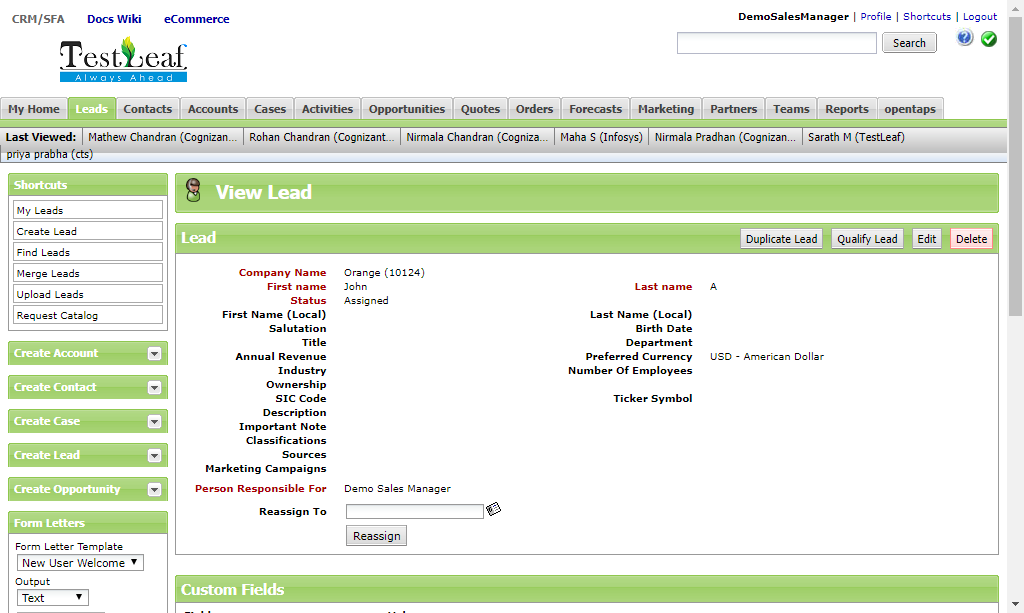 CRM/SFA Docs Wiki eCommerce
DemoSalesManager | Profile | Shortcuts | Logout
TestLeaf
Always Ahead
Search
My Home Leads Contacts Accounts Cases Activities Opportunities Quotes Orders Forecasts Marketing Partners Teams Reports opentaps
Last Viewed: Mathew Chandran (Cognizan... Rohan Chandran (Cognizant... Nirmala Chandran (Cogniza... Maha S (Infosys) Nirmala Pradhan (Cognizan... Sarath M (TestLeaf)
priya prabha (cts)
Shortcuts
My Leads
Create Lead
Find Leads
Merge Leads
Upload Leads
Request Catalog
Create Account
Create Contact
Create Case
Create Lead
Create Opportunity
Form Letters
Form Letter Template
New User Welcome
Output
Text
View Lead
Lead Duplicate Lead Qualify Lead Edit Delete
Company Name Orange (10124)
First name John Last name A
Status Assigned
First Name (Local) Last Name (Local)
Salutation Birth Date
Title Department
Annual Revenue Preferred Currency USD - American Dollar
Industry Number Of Employees
Ownership
SIC Code Ticker Symbol
Description
Important Note
Classifications
Sources
Marketing Campaigns
Person Responsible For Demo Sales Manager
Reassign To
Reassign
Custom Fields